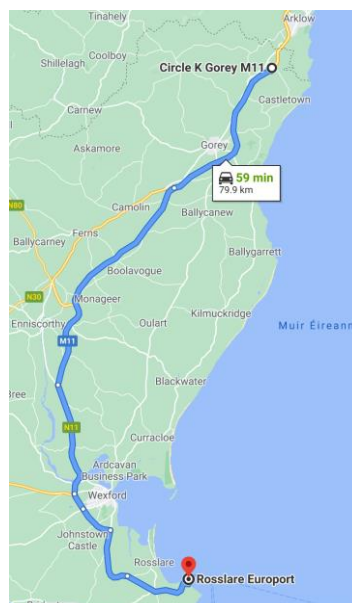 Tinahely
Arklow
Coolboy
Shillelagh
Circle K Gorey M11
Castletown
Carnew
Askamore
Gorey
59 min
79.9 km
Camolin
Ballycanew
N80
Ferns
Ballycarney
Ballygarrett
Boolavogue
N30
Monageer
Kilmuckridge
Enniscorthy
Oulart
Muir Éireann
M11
Blackwater
Bree
N11
Curracloe
Ardcavan
Business Park
Wexford
Johnstown
Castle
Rosslare
Rosslare Europort